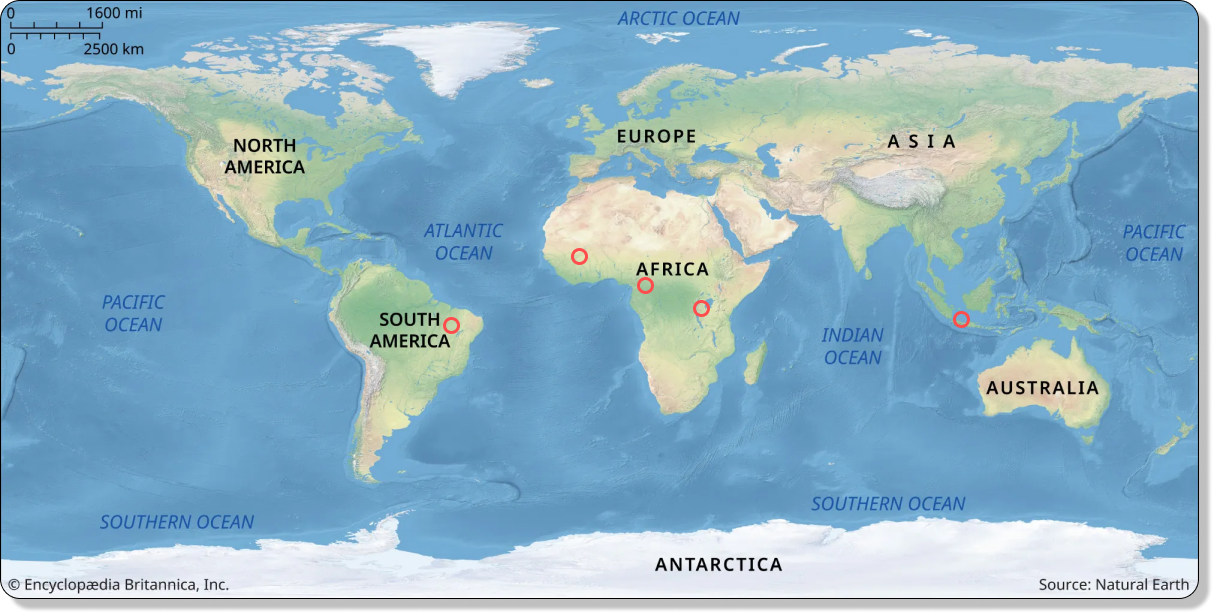 0 1600 mi
0 2500 km
ARCTIC OCEAN
NORTH
AMERICA
EUROPE
A S I A
ATLANTIC
OCEAN
PACIFIC
OCEAN
AFRICA
PACIFIC
OCEAN
SOUTH
AMERICA
INDIAN
OCEAN
AUSTRALIA
SOUTHERN OCEAN
SOUTHERN OCEAN
ANTARCTICA
© Encyclopædia Britannica, Inc.
Source: Natural Earth